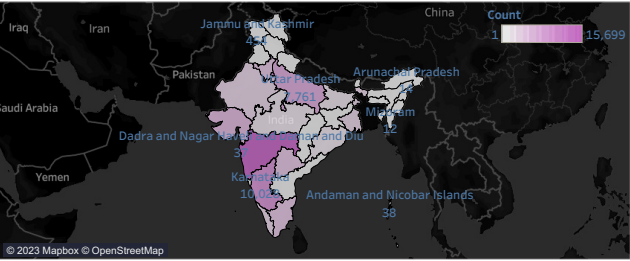 China
Count
1
15,699
Iraq
Iran
Jammu and Kashmir
Pakistan
Uttar Pradesh
7,761
Arunachal Pradesh
Saudi Arabia
India
Mizoram
12
Dadra and Nagar Haveli and Daman and Diu
Yemen
Karnataka
Andaman and Nicobar Islands
38
© 2023 Mapbox © OpenStreetMap